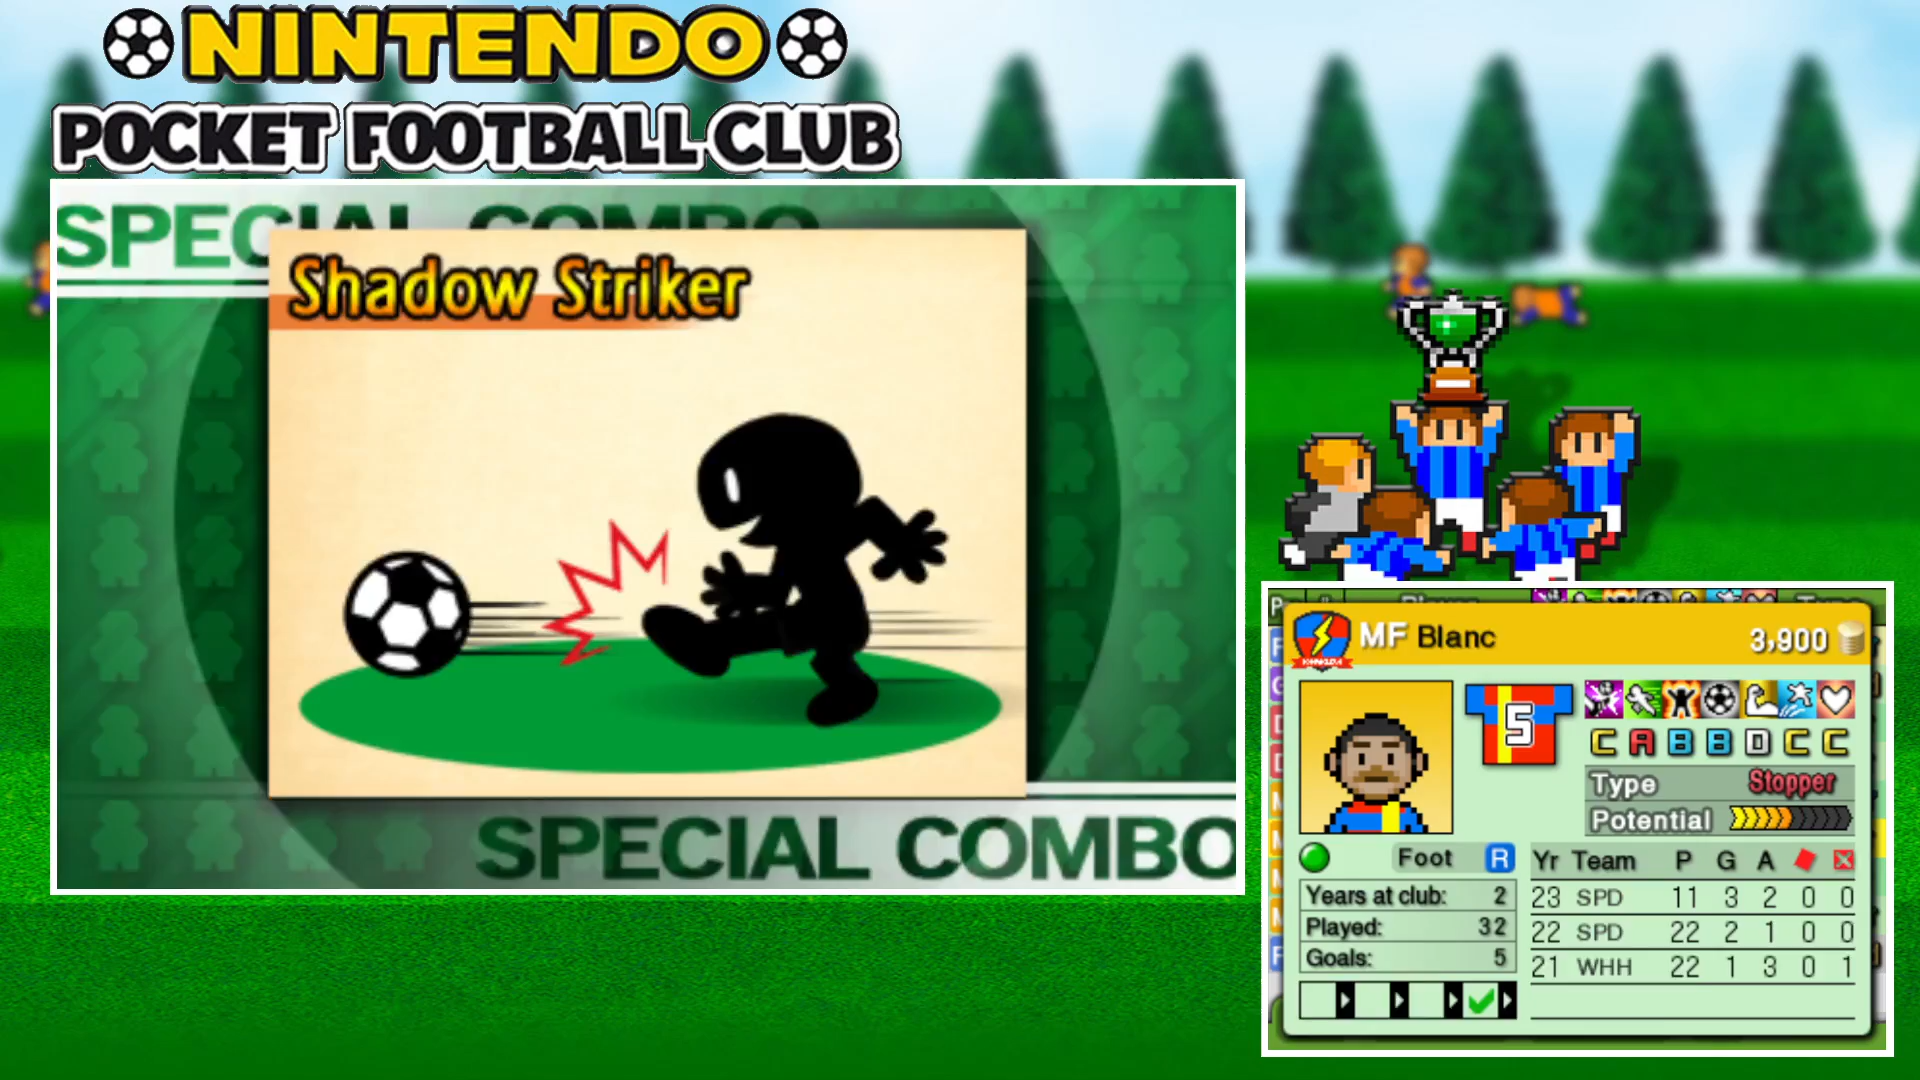 NINTENDO
POCKET FOOTBALL CLUB
SPECIAL COMBO
Shadow Striker
SPECIAL COMBO
MF Blanc 3,900
5
C A B B D C C
Type Stopper
Potential
Foot R
Years at club: 2
Played: 32
Goals: 5
Yr Team P G A
23 SPD 11 3 2 0 0
22 SPD 22 2 1 0 0
21 WHH 22 1 3 0 1